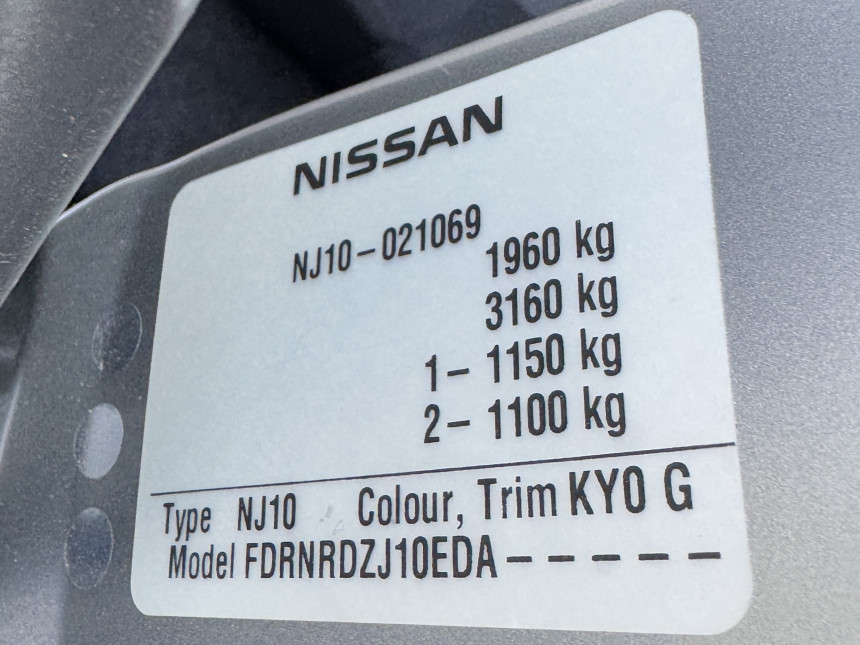 NISSAN
NJ10-021069
1960 kg
3160 kg
1- 1150 kg
2- 1100 kg
Type NJ10 Colour, Trim KY0 G
Model FDRNRDZJ10EDA-----